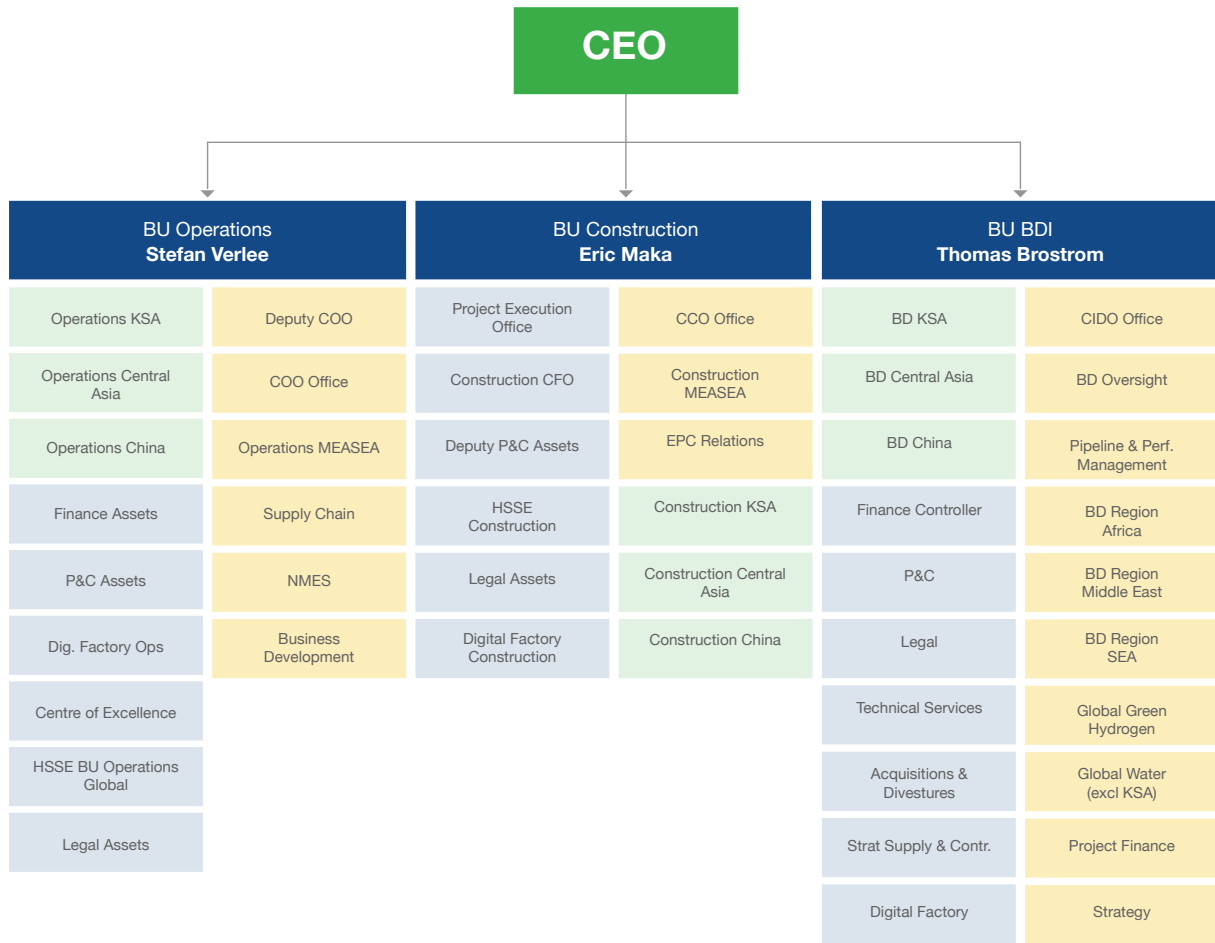 CEO
BU Operations
Stefan Verlee
Operations KSA
Operations Central
Asia
Operations China
Finance Assets
P&C Assets
Dig. Factory Ops
Centre of Excellence
HSSE BU Operations
Global
Legal Assets
Deputy COO
COO Office
Operations MEASEA
Supply Chain
NMES
Business
Development
BU Construction
Eric Maka
Project Execution
Office
Construction CFO
Deputy P&C Assets
HSSE
Construction
Legal Assets
Digital Factory
Construction
CCO Office
Construction
MEASEA
EPC Relations
Construction KSA
Construction Central
Asia
Construction China
BU BDI
Thomas Brostrom
BD KSA
BD Central Asia
BD China
Finance Controller
P&C
Legal
Technical Services
Acquisitions &
Divestures
Strat Supply & Contr.
Digital Factory
CIDO Office
BD Oversight
Pipeline & Perf.
Management
BD Region
Africa
BD Region
Middle East
BD Region
SEA
Global Green
Hydrogen
Global Water
(excl KSA)
Project Finance
Strategy